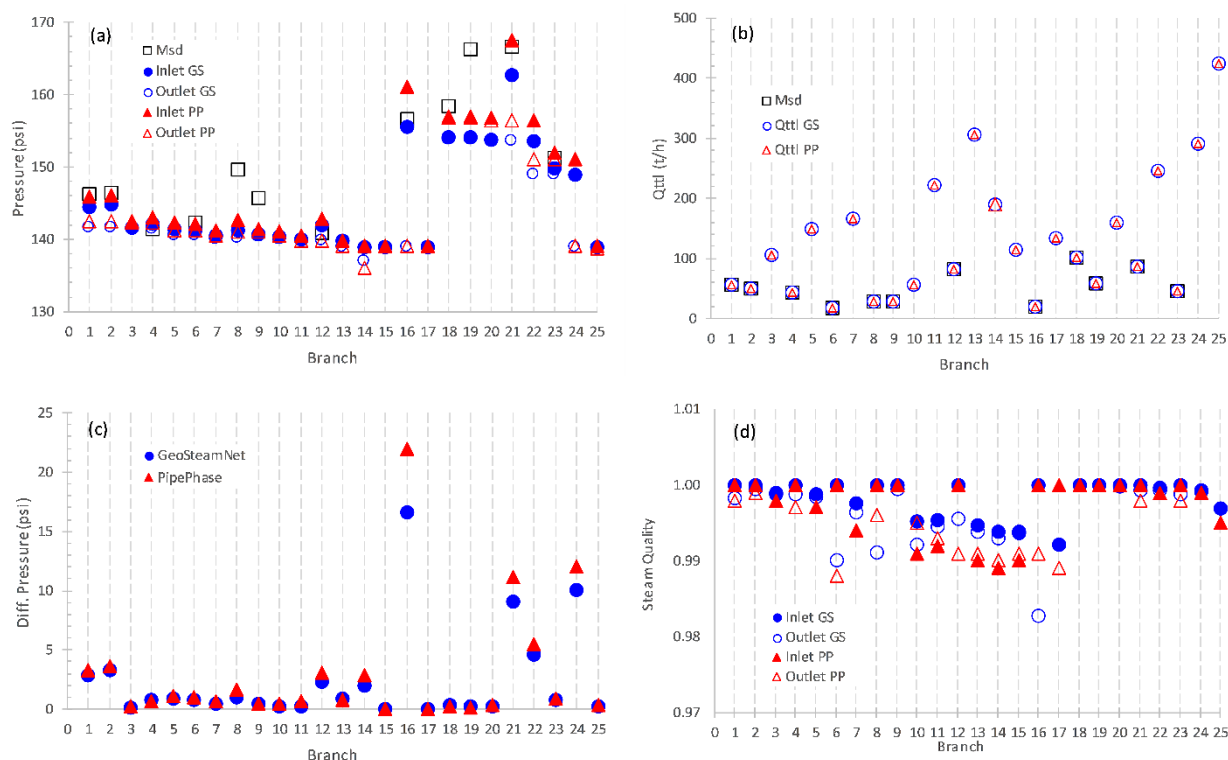 (a)
170
160
150
140
130
Pressure (psi)
Msd
Inlet GS
Outlet GS
Inlet PP
Outlet PP
0 1 2 3 4 5 6 7 8 9 10 11 12 13 14 15 16 17 18 19 20 21 22 23 24 25
Branch
(b)
500
400
300
200
100
0
Qttl (t/h)
Msd
Qttl GS
Qttl PP
0 1 2 3 4 5 6 7 8 9 10 11 12 13 14 15 16 17 18 19 20 21 22 23 24 25
Branch
(c)
25
20
15
10
5
0
Diff. Pressure (psi)
GeoSteamNet
PipePhase
0 1 2 3 4 5 6 7 8 9 10 11 12 13 14 15 16 17 18 19 20 21 22 23 24 25
Branch
(d)
1.01
1.00
0.99
0.98
0.97
Steam Quality
Inlet GS
Outlet GS
Inlet PP
Outlet PP
0 1 2 3 4 5 6 7 8 9 10 11 12 13 14 15 16 17 18 19 20 21 22 23 24 25
Branch